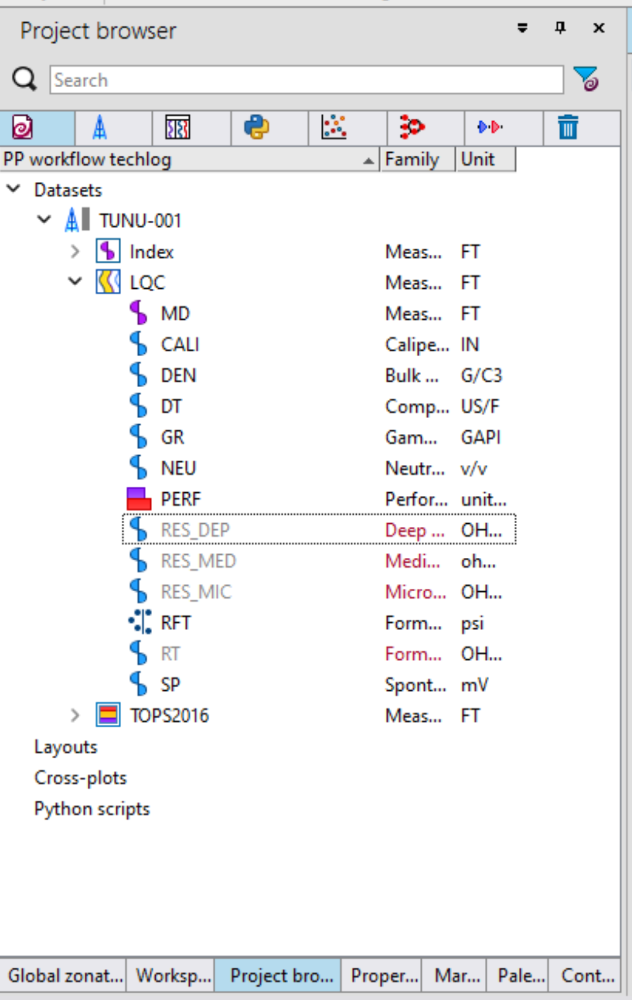 Project browser
Search
PP workflow techlog Family Unit
Datasets
TUNU-001
Index Meas... FT
LQC Meas... FT
MD Meas... FT
CALI Calipe... IN
DEN Bulk ... G/C3
DT Comp... US/F
GR Gam... GAPI
NEU Neutr... v/v
PERF Perfor... unit...
RES_DEP Deep ... OH...
RES_MED Medi... oh...
RES_MIC Micro... OH...
RFT Form... psi
RT Form... OH...
SP Spont... mV
TOPS2016 Meas... FT
Layouts
Cross-plots
Python scripts
Global zonat... Worksp... Project bro... Proper... Mar... Pale... Cont...